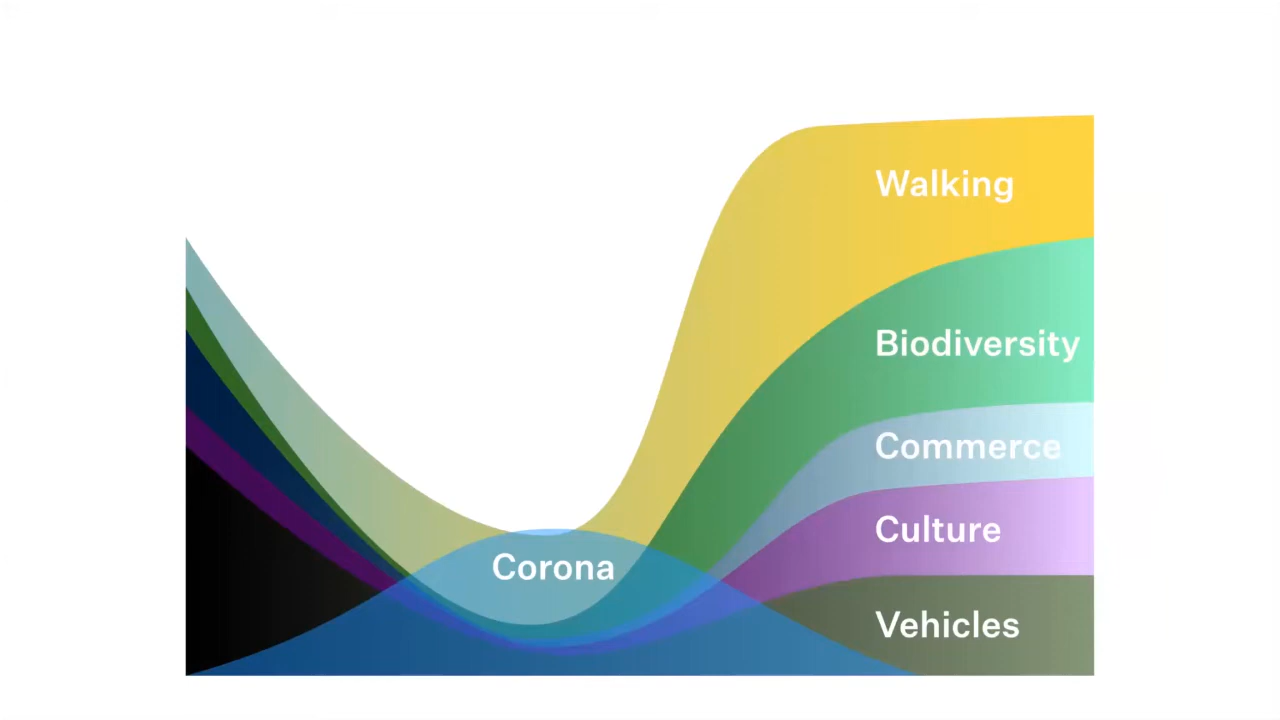 Walking
Biodiversity
Commerce
Culture
Corona
Vehicles